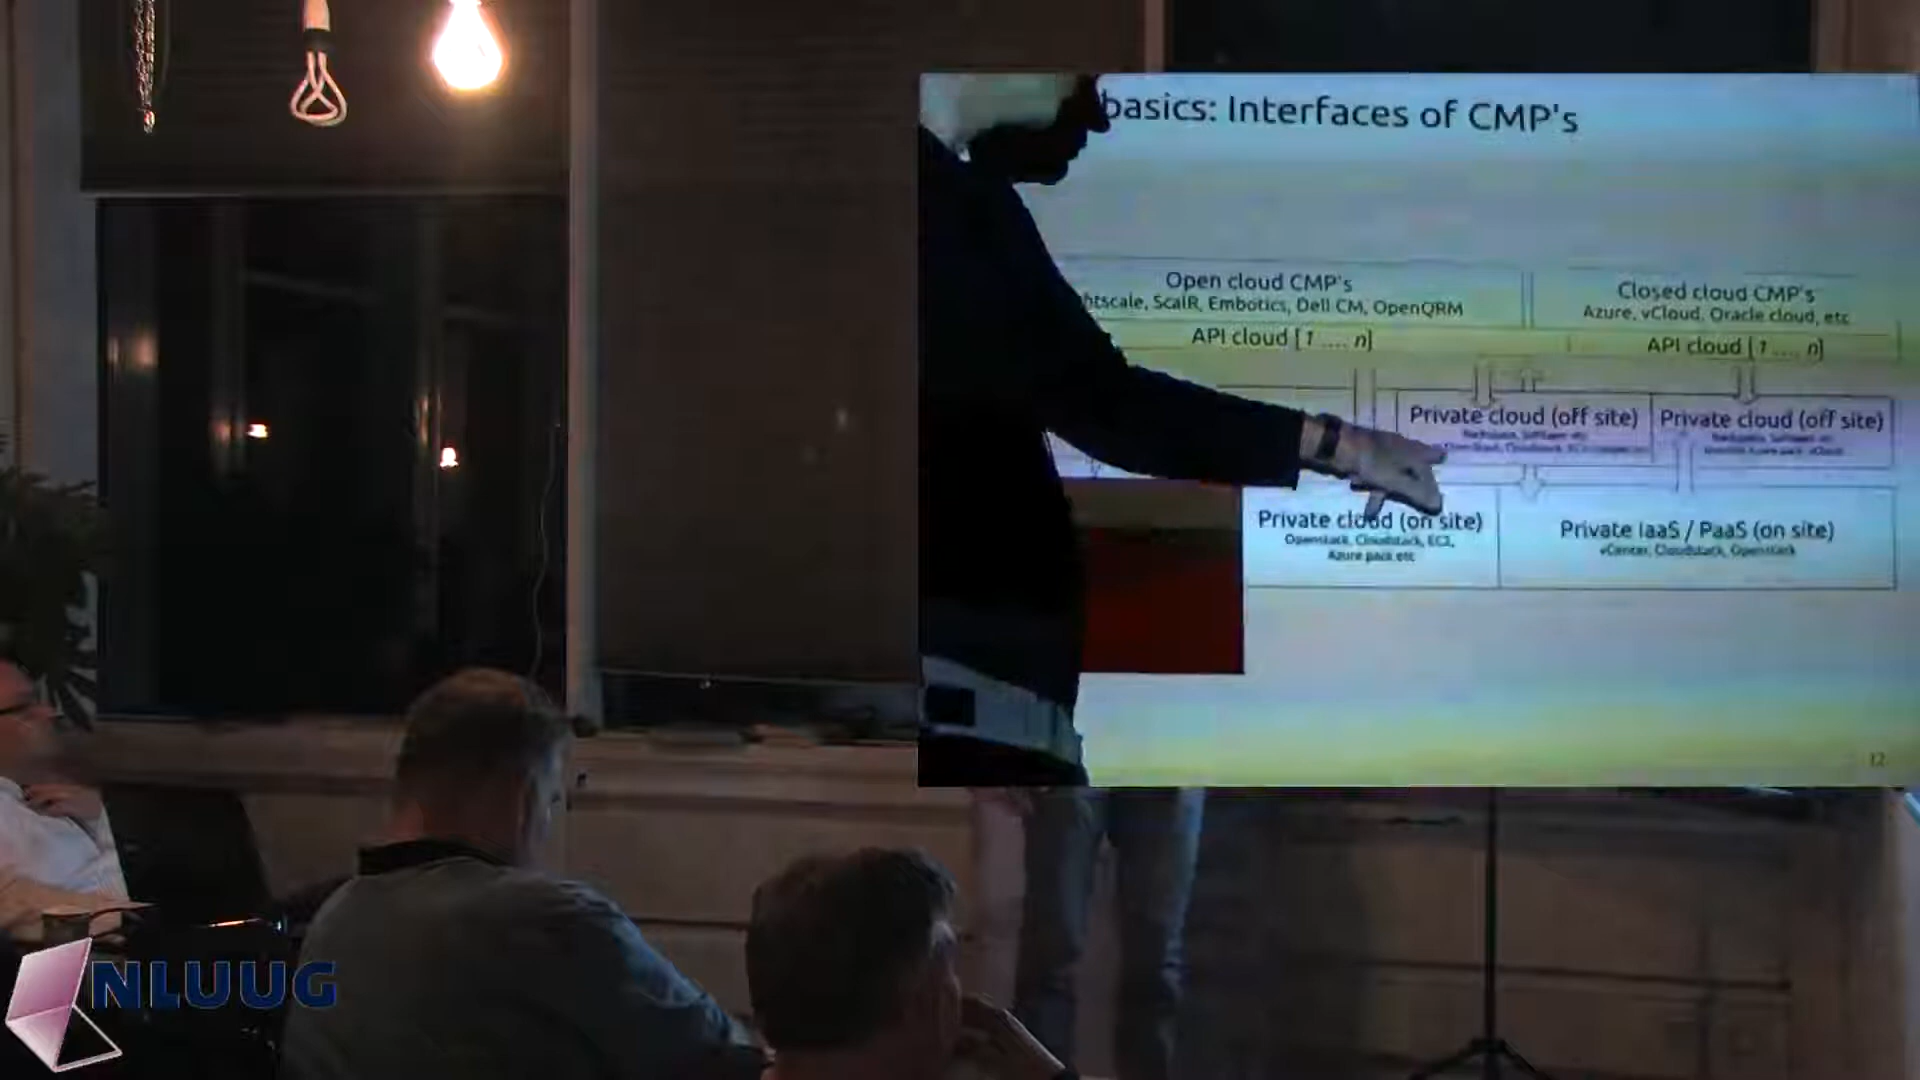 basics: Interfaces of CMP's
Open cloud CMP's
htscale, ScalR, Embotics, Dell CM, OpenQRM
Closed cloud CMP's
Azure, vCloud, Oracle cloud, etc
API cloud [1 .... n]
API cloud [1 .... n]
Private cloud (off site)
Private cloud (off site)
Private cloud (on site)
Openstack, Cloudstack, EC2,
Azure pack etc
Private IaaS / PaaS (on site)
vCenter, Cloudstack, Openstack
12
NLUUG